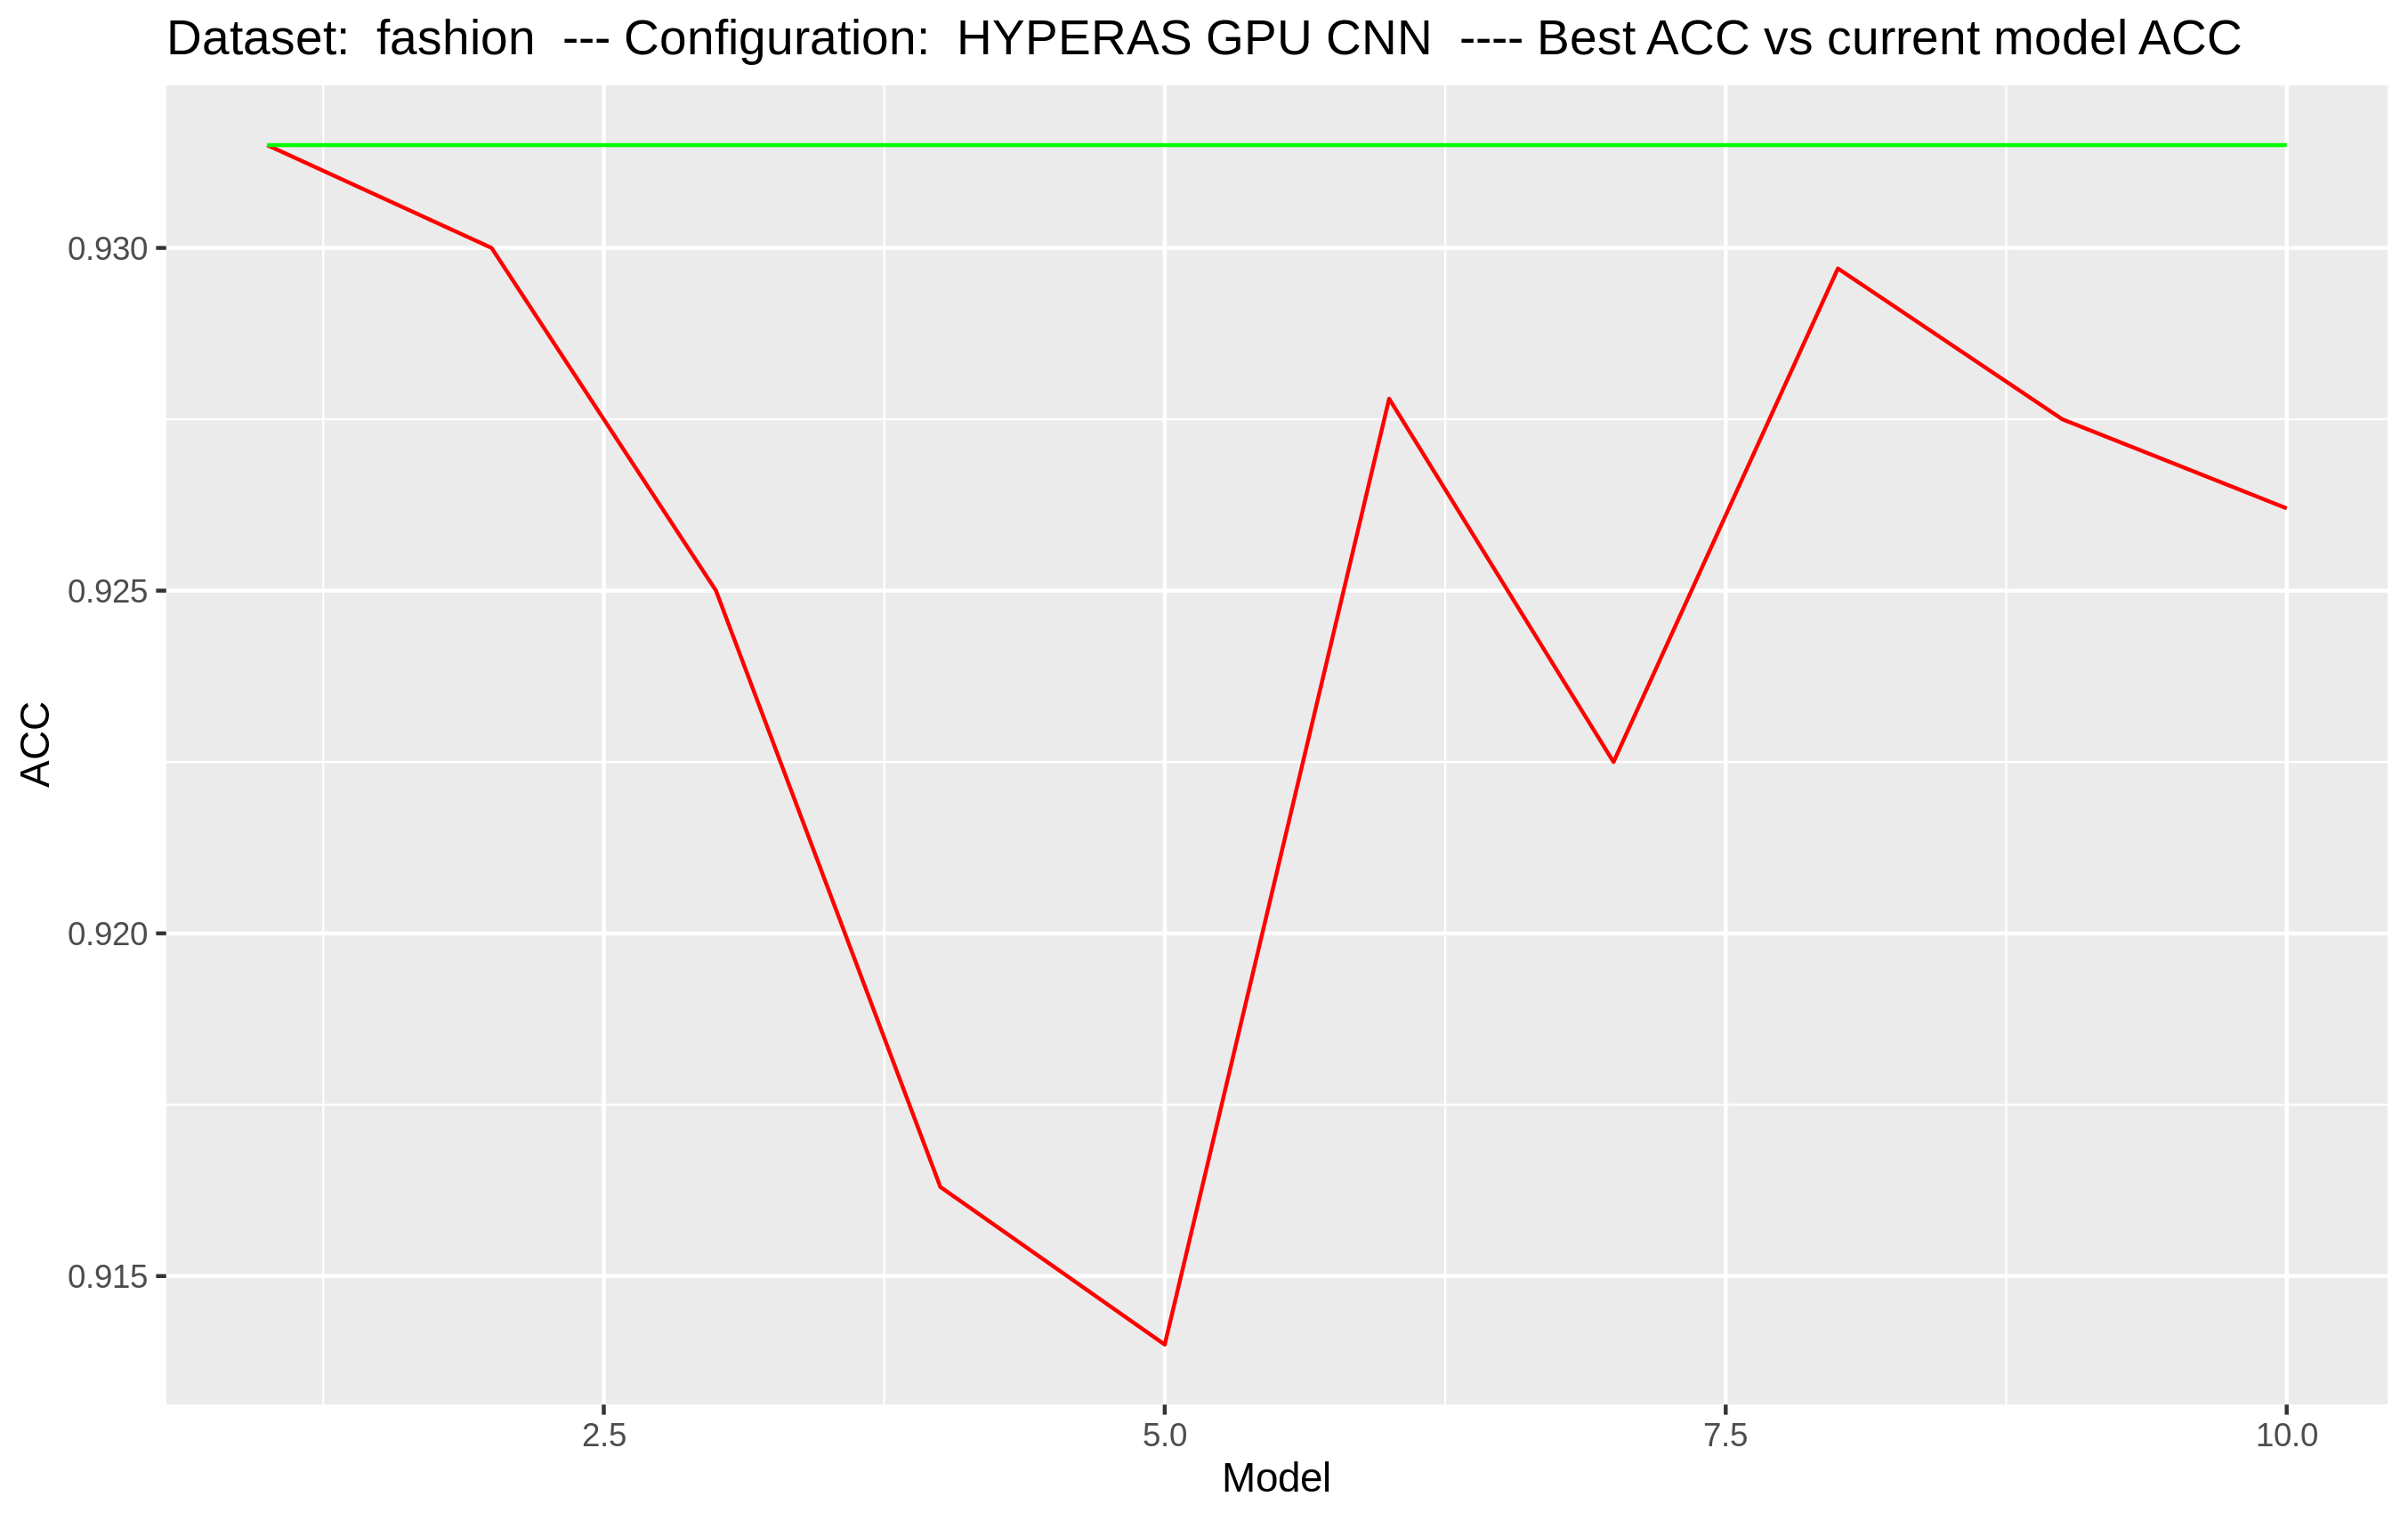 Dataset:  fashion  --- Configuration:  HYPERAS GPU CNN  ---- Best ACC vs current model ACC
0.930
0.925
0.920
0.915
ACC
2.5 5.0 7.5 10.0
Model